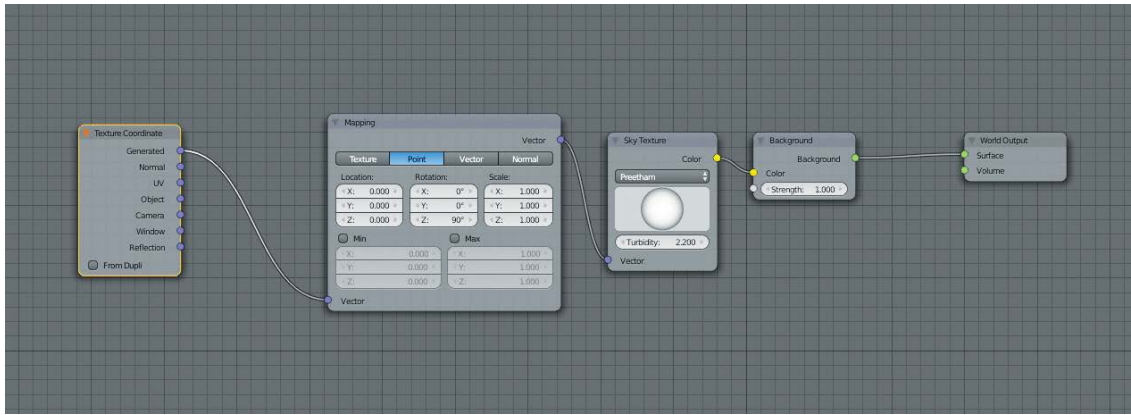 Texture Coordinate
Generated
Normal
UV
Object
Camera
Window
Reflection
From Dupli
Mapping
Vector
Texture Point Vector Normal
Location: Rotation: Scale:
X: 0.000 X: 0° X: 1.000
Y: 0.000 Y: 0° Y: 1.000
Z: 0.000 Z: 90° Z: 1.000
Min Max
X: 0.000 X: 1.000
Y: 0.000 Y: 1.000
Z: 0.000 Z: 1.000
Vector
Sky Texture
Color
Preetham
Turbidity: 2.200
Vector
Background
Background
Color
Strength: 1.000
World Output
Surface
Volume